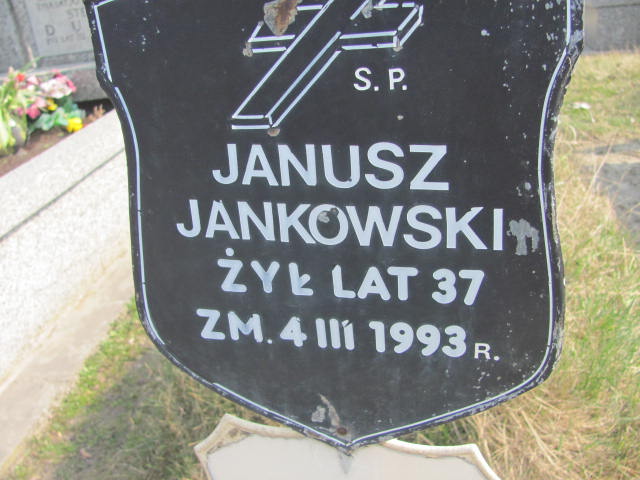 S. P.
JANUSZ
JANKOWSKI
ŻYŁ LAT 37
ZM. 4 III 1993 R.